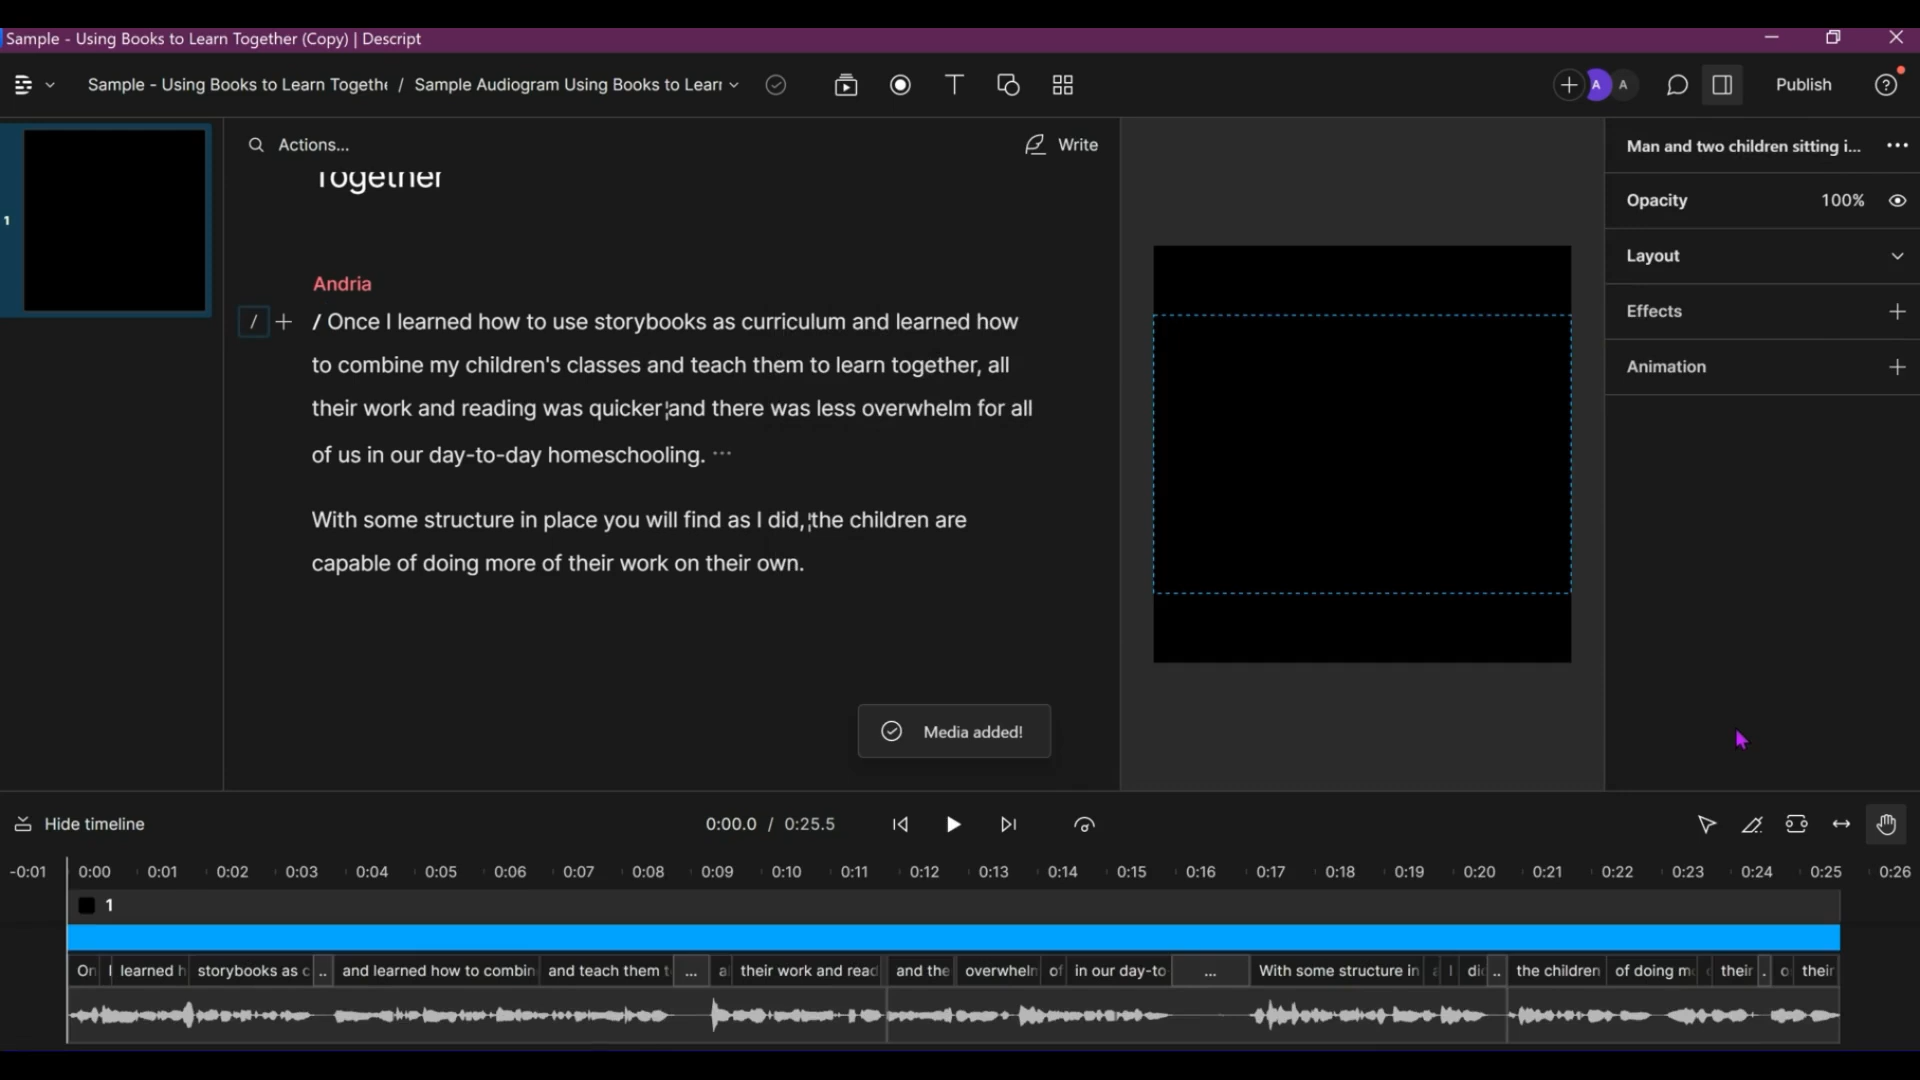 Sample - Using Books to Learn Together (Copy) | Descript
Sample - Using Books to Learn Togethe / Sample Audiogram Using Books to Lear
A A
Publish
1
Actions...
Write
Together
Andria
/ + / Once I learned how to use storybooks as curriculum and learned how
to combine my children's classes and teach them to learn together, all
their work and reading was quicker¦and there was less overwhelm for all
of us in our day-to-day homeschooling. ...
With some structure in place you will find as I did,¦the children are
capable of doing more of their work on their own.
Media added!
Man and two children sitting i... ...
Opacity 100%
Layout
Effects +
Animation +
Hide timeline
0:00.0 / 0:25.5
-0:01 0:00 0:01 0:02 0:03 0:04 0:05 0:06 0:07 0:08 0:09 0:10 0:11 0:12 0:13 0:14 0:15 0:16 0:17 0:18 0:19 0:20 0:21 0:22 0:23 0:24 0:25 0:26
1
On I learned h storybooks as c .. and learned how to combin and teach them t ... a their work and read and the overwhelm of in our day-to- ... With some structure in a I did .. the children of doing mo their . o their